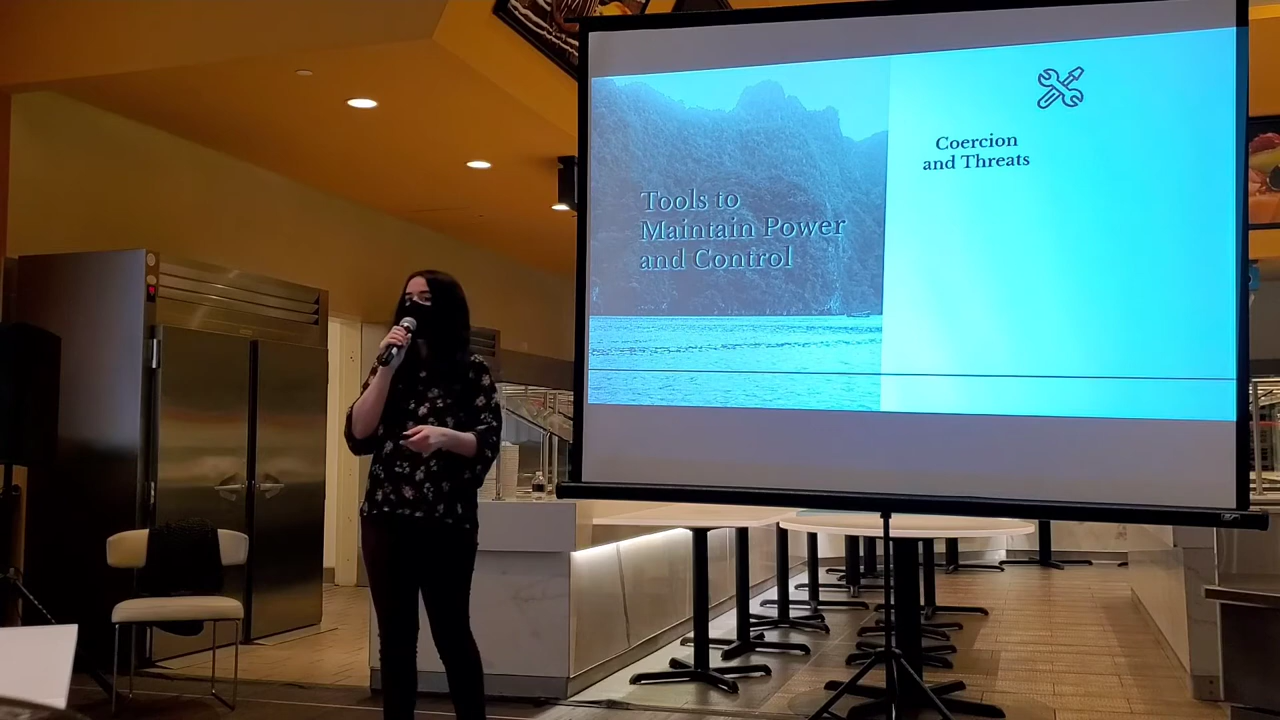 Tools to
Maintain Power
and Control
Coercion
and Threats